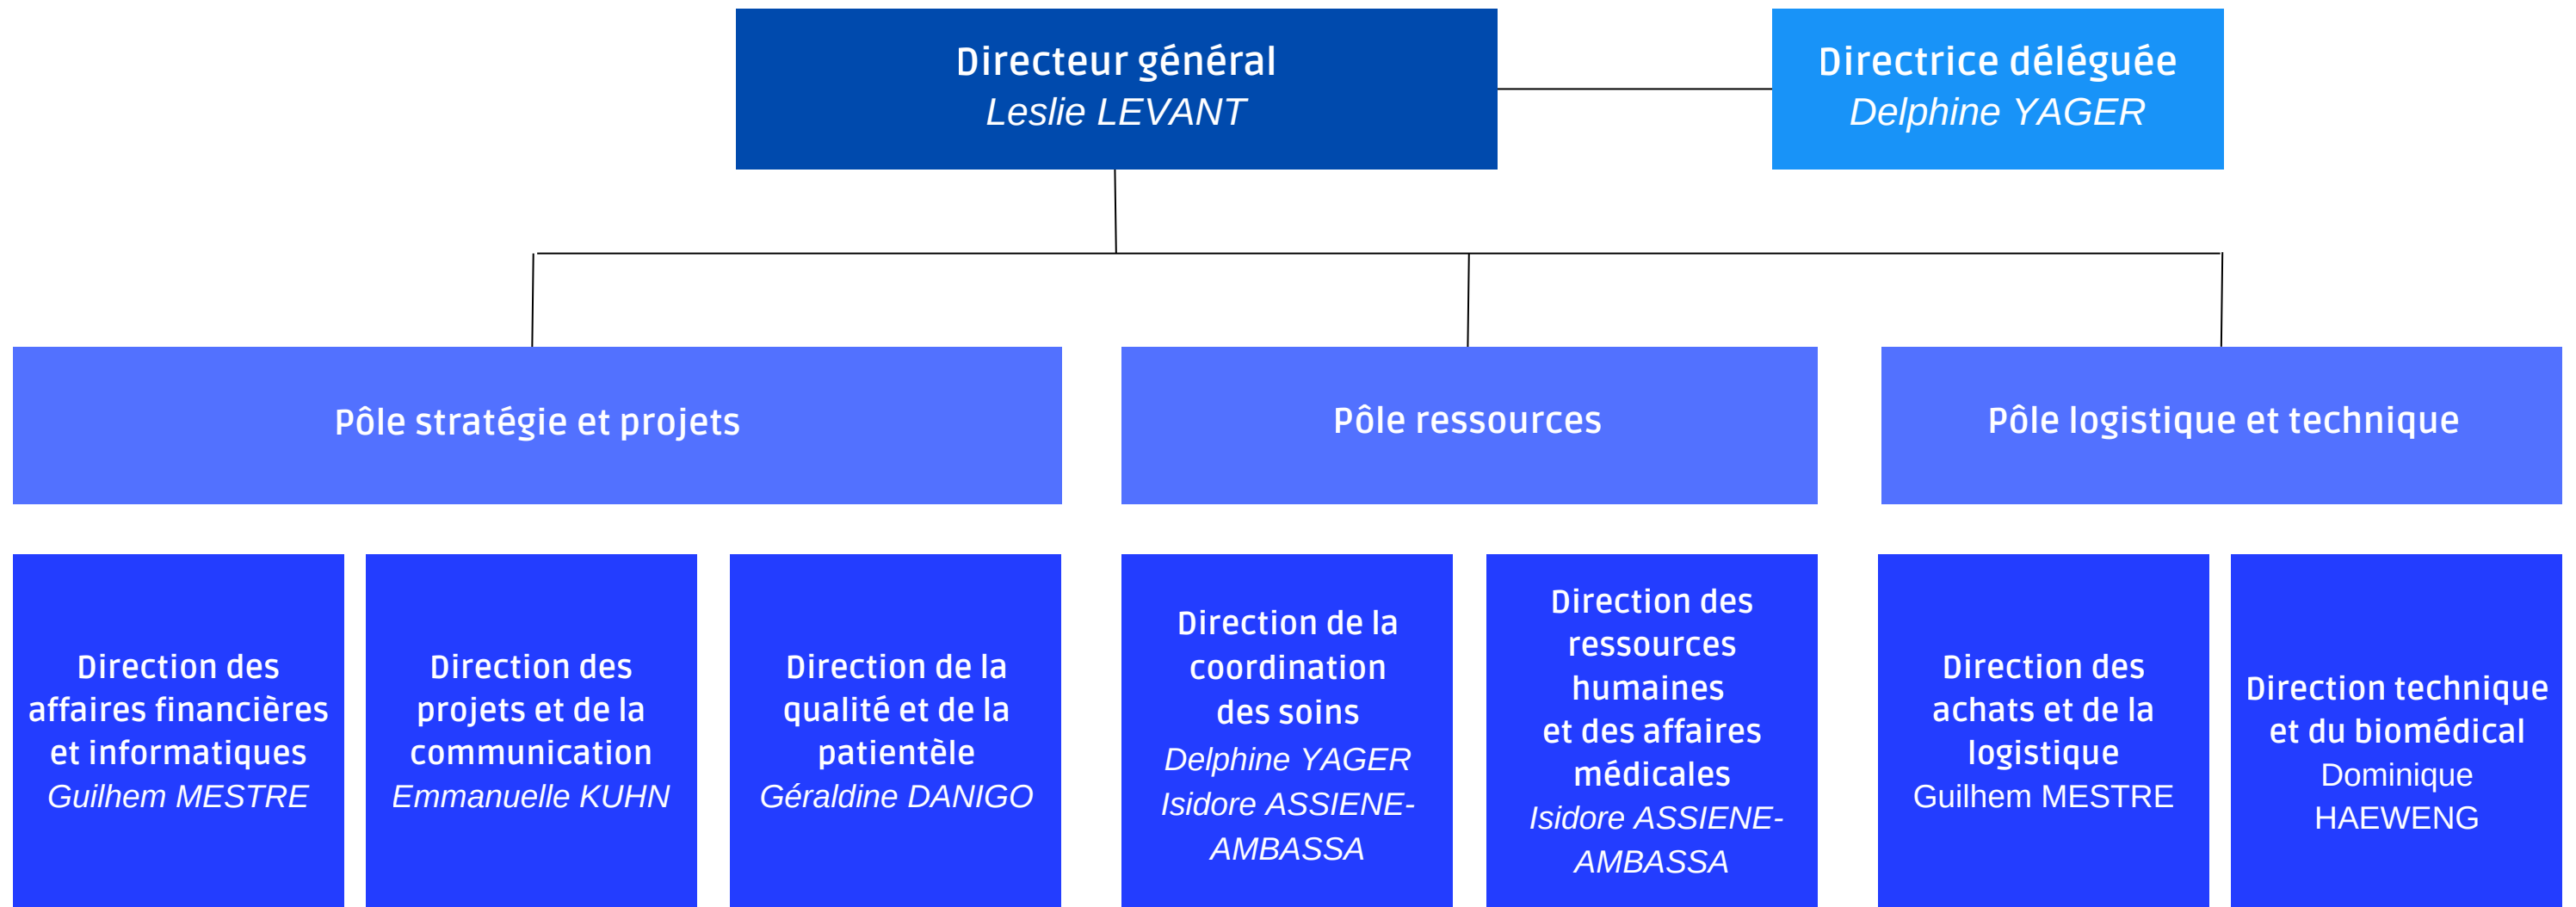 Directeur général
Leslie LEVANT
Directrice déléguée
Delphine YAGER
Pôle stratégie et projets
Pôle ressources
Pôle logistique et technique
Direction des
affaires financières
et informatiques
Guilhem MESTRE
Direction des
projets et de la
communication
Emmanuelle KUHN
Direction de la
qualité et de la
patientèle
Géraldine DANIGO
Direction de la
coordination
des soins
Delphine YAGER
Isidore ASSIENE-
AMBASSA
Direction des
ressources
humaines
et des affaires
médicales
Isidore ASSIENE-
AMBASSA
Direction des
achats et de la
logistique
Guilhem MESTRE
Direction technique
et du biomédical
Dominique
HAEWENG